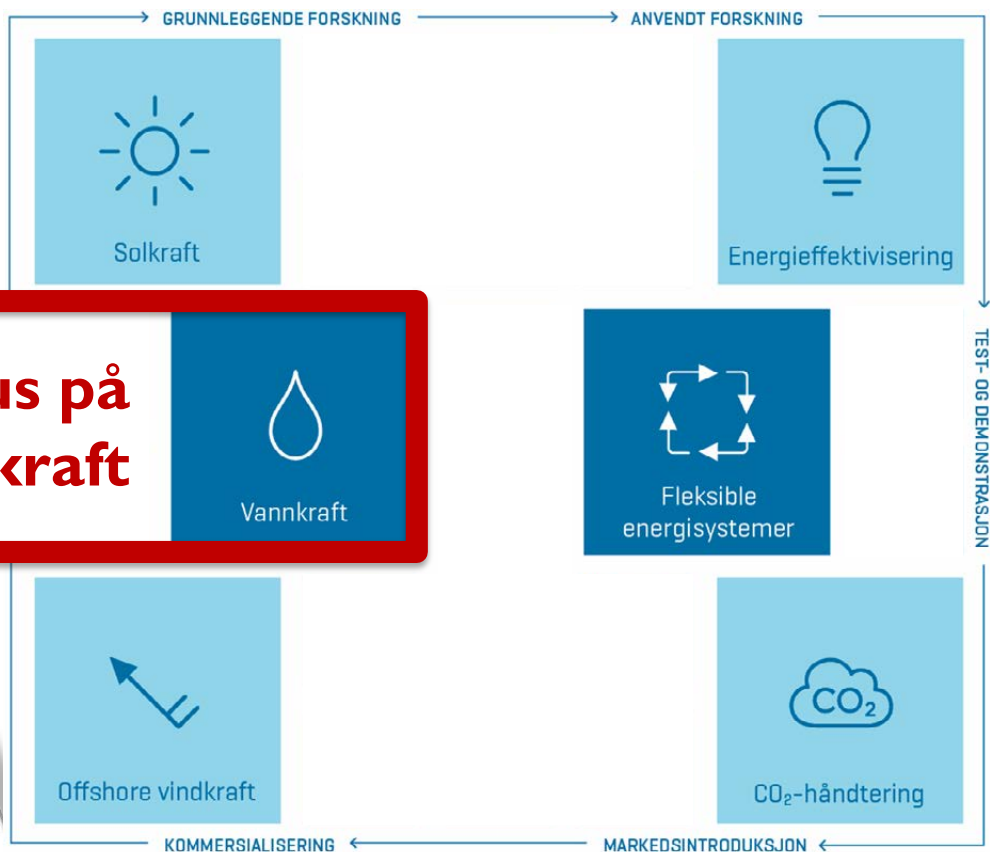 GRUNNLEGGENDE FORSKNING
ANVENDT FORSKNING
Solkraft
Energieffektivisering
TEST- OG DEMONSTRASJON
us på
kraft
Vannkraft
Fleksible
energisystemer
Offshore vindkraft
CO₂
CO₂-håndtering
KOMMERSIALISERING
MARKEDSINTRODUKSJON